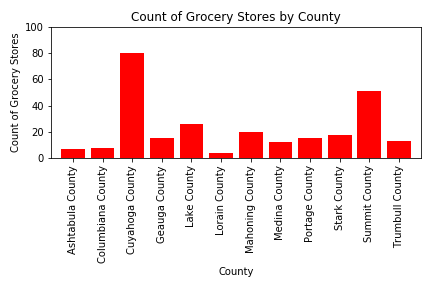 Count of Grocery Stores by County
Count of Grocery Stores
100
80
60
40
20
0
Ashtabula County
Columbiana County
Cuyahoga County
Geauga County
Lake County
Lorain County
Mahoning County
Medina County
Portage County
Stark County
Summit County
Trumbull County
County